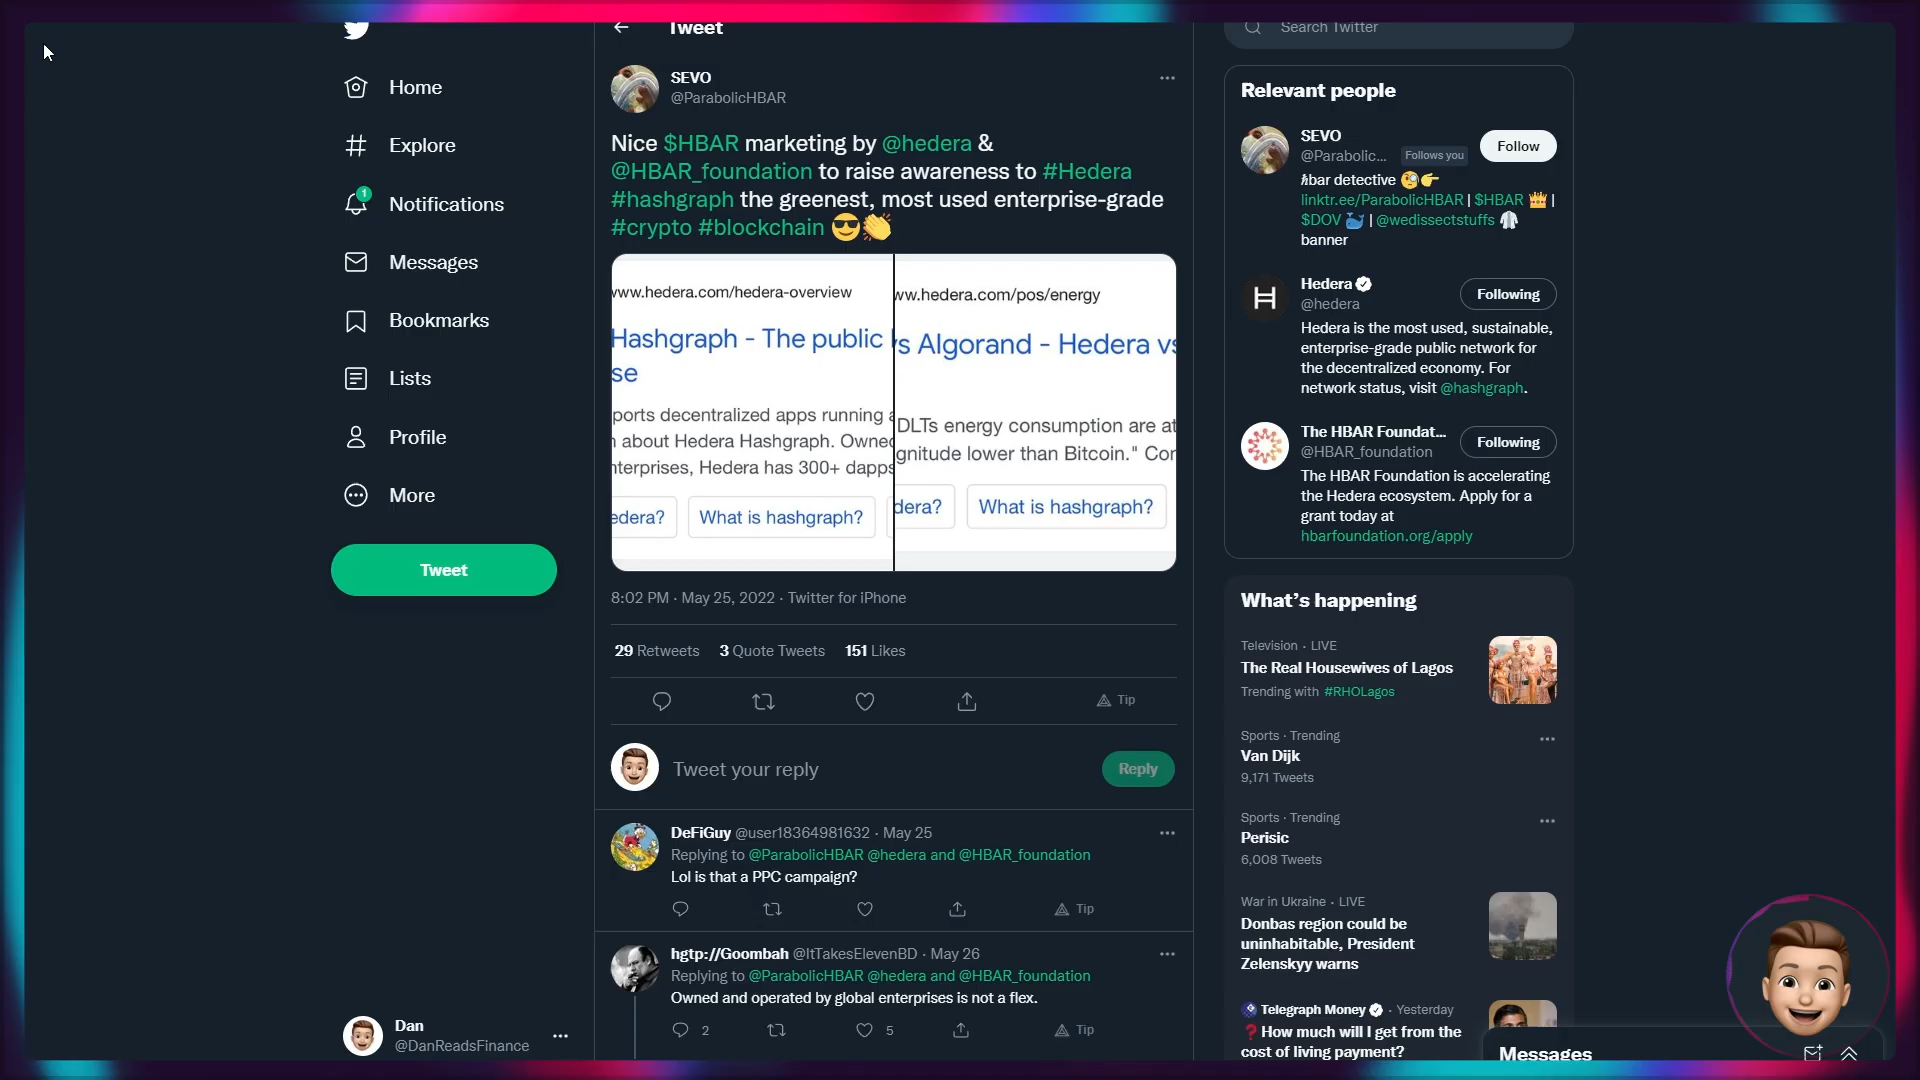 Home
Explore
1
Notifications
Messages
Bookmarks
Lists
Profile
More
Tweet
Dan
@DanReadsFinance
Tweet
SEVO
@ParabolicHBAR
Nice $HBAR marketing by @hedera &
@HBAR_foundation to raise awareness to #Hedera
#hashgraph the greenest, most used enterprise-grade
#crypto #blockchain 😎👏
www.hedera.com/hedera-overview
Hashgraph - The public
se
ports decentralized apps running
about Hedera Hashgraph. Owned
nterprises, Hedera has 300+ dapps
edera?
What is hashgraph?
ww.hedera.com/pos/energy
vs Algorand - Hedera vs
DLTs energy consumption are at
gnitude lower than Bitcoin." Con
dera?
What is hashgraph?
8:02 PM · May 25, 2022 · Twitter for iPhone
29 Retweets 3 Quote Tweets 151 Likes
Tip
Tweet your reply
Reply
DeFiGuy @user18364981632 · May 25
Replying to @ParabolicHBAR @hedera and @HBAR_foundation
Lol is that a PPC campaign?
Tip
hgtp://Goombah @ItTakesElevenBD · May 26
Replying to @ParabolicHBAR @hedera and @HBAR_foundation
Owned and operated by global enterprises is not a flex.
2
5
Tip
Search Twitter
Relevant people
SEVO
@Parabolic... Follows you
Follow
ℏbar detective 🧐👉
linktr.ee/ParabolicHBAR | $HBAR 👑 |
$DOV 🐳 | @wedissectstuffs 🥼
banner
Hedera
@hedera
Following
Hedera is the most used, sustainable,
enterprise-grade public network for
the decentralized economy. For
network status, visit @hashgraph.
The HBAR Foundat...
@HBAR_foundation
Following
The HBAR Foundation is accelerating
the Hedera ecosystem. Apply for a
grant today at
hbarfoundation.org/apply
What's happening
Television · LIVE
The Real Housewives of Lagos
Trending with #RHOLagos
Sports · Trending
Van Dijk
9,171 Tweets
Sports · Trending
Perisic
6,008 Tweets
War in Ukraine · LIVE
Donbas region could be
uninhabitable, President
Zelenskyy warns
Telegraph Money · Yesterday
❓How much will I get from the
cost of living payment?
Messages